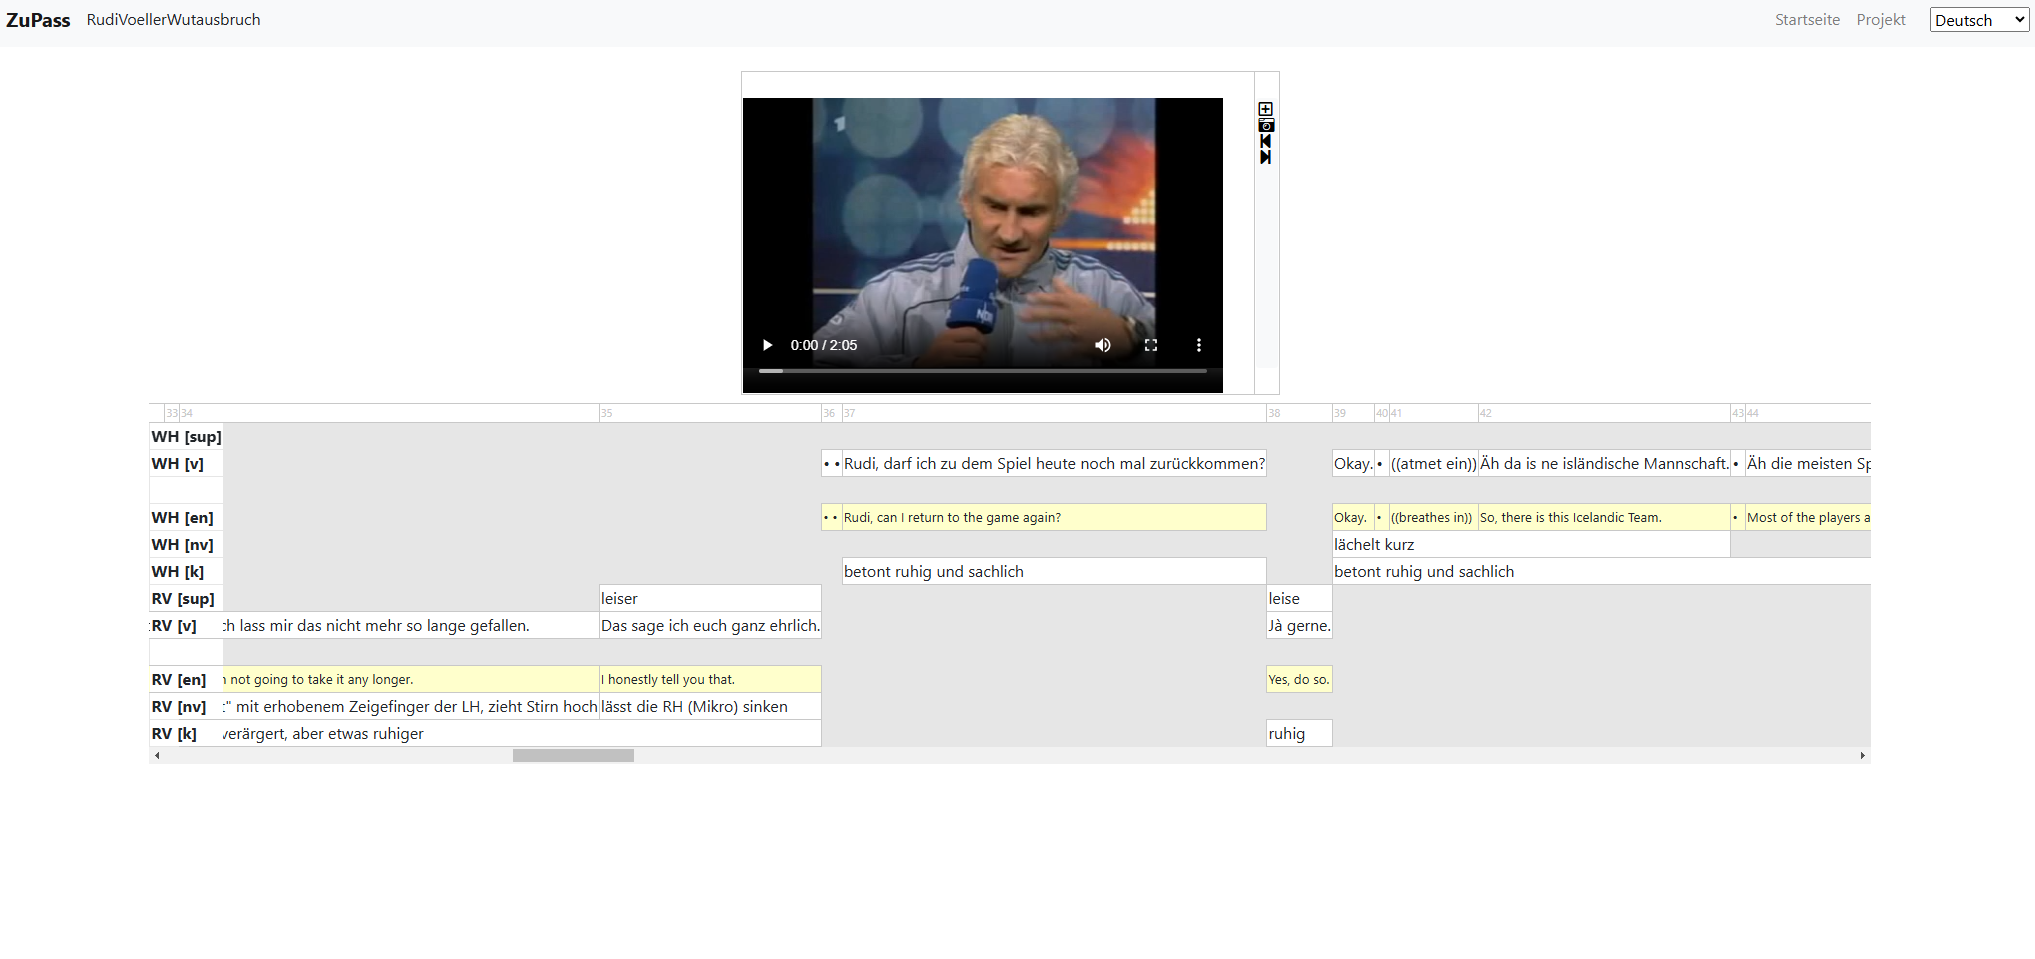 ZuPass RudiVoellerWutausbruch Startseite Projekt Deutsch
NDR
0:00 / 2:05
33 34 35 36 37 38 39 40 41 42 43 44
WH [sup]
WH [v] • • Rudi, darf ich zu dem Spiel heute noch mal zurückkommen? Okay. • ((atmet ein)) Äh da is ne isländische Mannschaft. • Äh die meisten Sp
WH [en] • • Rudi, can I return to the game again? Okay. • ((breathes in)) So, there is this Icelandic Team. • Most of the players a
WH [nv] lächelt kurz
WH [k] betont ruhig und sachlich betont ruhig und sachlich
RV [sup] leiser leise
RV [v] ch lass mir das nicht mehr so lange gefallen. Das sage ich euch ganz ehrlich. Jà gerne.
RV [en] not going to take it any longer. I honestly tell you that. Yes, do so.
RV [nv] " mit erhobenem Zeigefinger der LH, zieht Stirn hoch lässt die RH (Mikro) sinken
RV [k] verärgert, aber etwas ruhiger ruhig